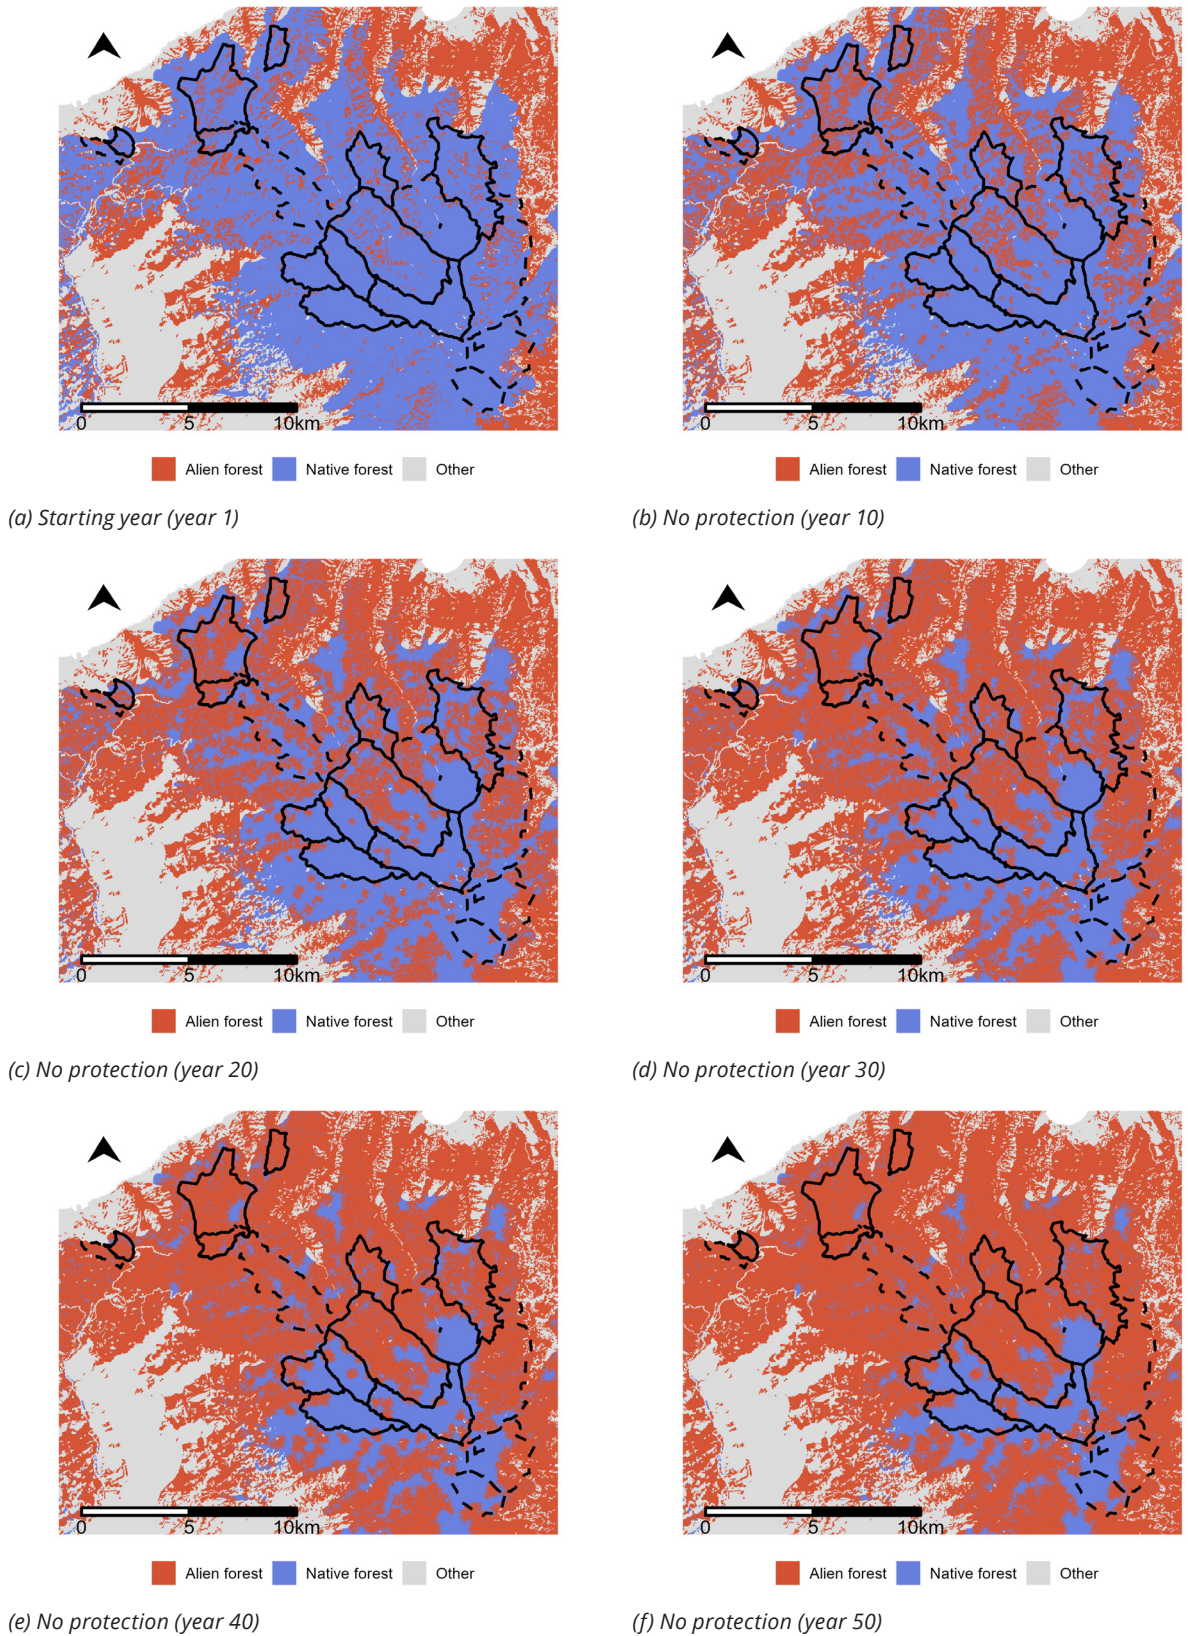 0 5 10km
0 5 10km
Alien forest Native forest Other
Alien forest Native forest Other
(a) Starting year (year 1)
(b) No protection (year 10)
0 5 10km
0 5 10km
Alien forest Native forest Other
Alien forest Native forest Other
(c) No protection (year 20)
(d) No protection (year 30)
0 5 10km
0 5 10km
Alien forest Native forest Other
Alien forest Native forest Other
(e) No protection (year 40)
(f) No protection (year 50)